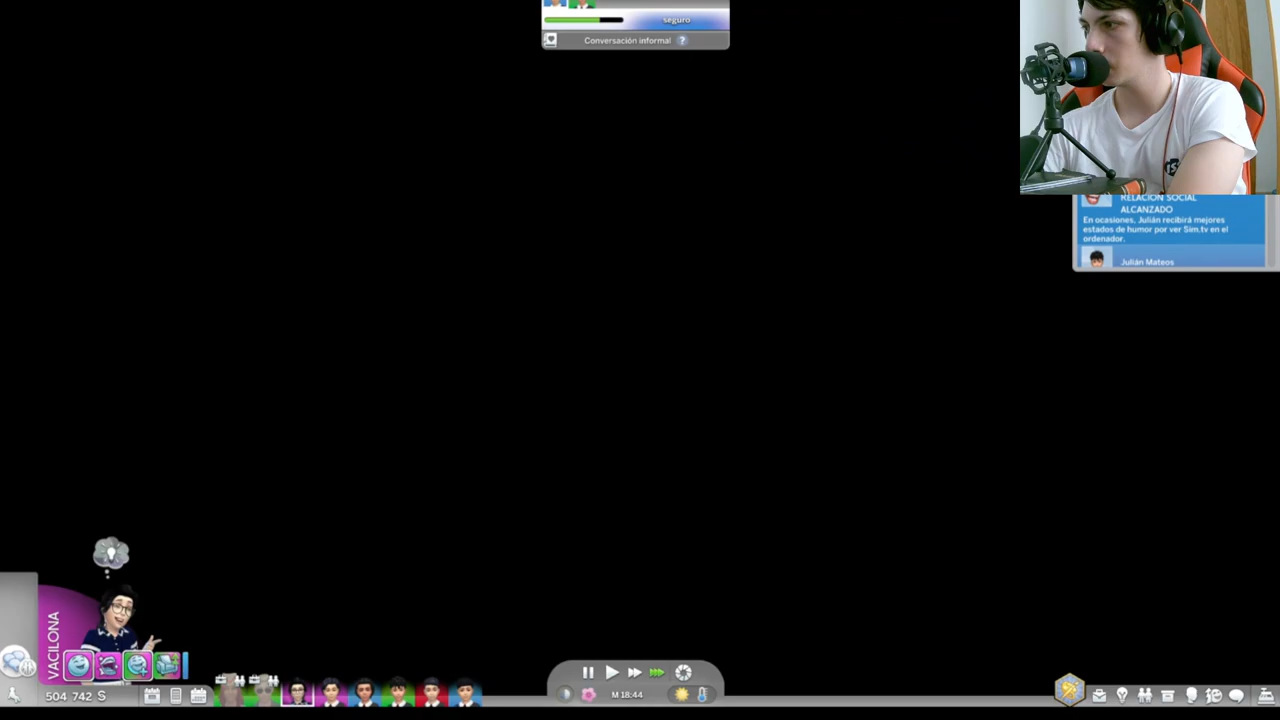 seguro
Conversación informal ?
RELACIÓN SOCIAL
ALCANZADO
En ocasiones, Julián recibirá mejores
estados de humor por ver Sim.tv en el
ordenador.
Julián Mateos
VACILONA
504 742 $
M 18:44